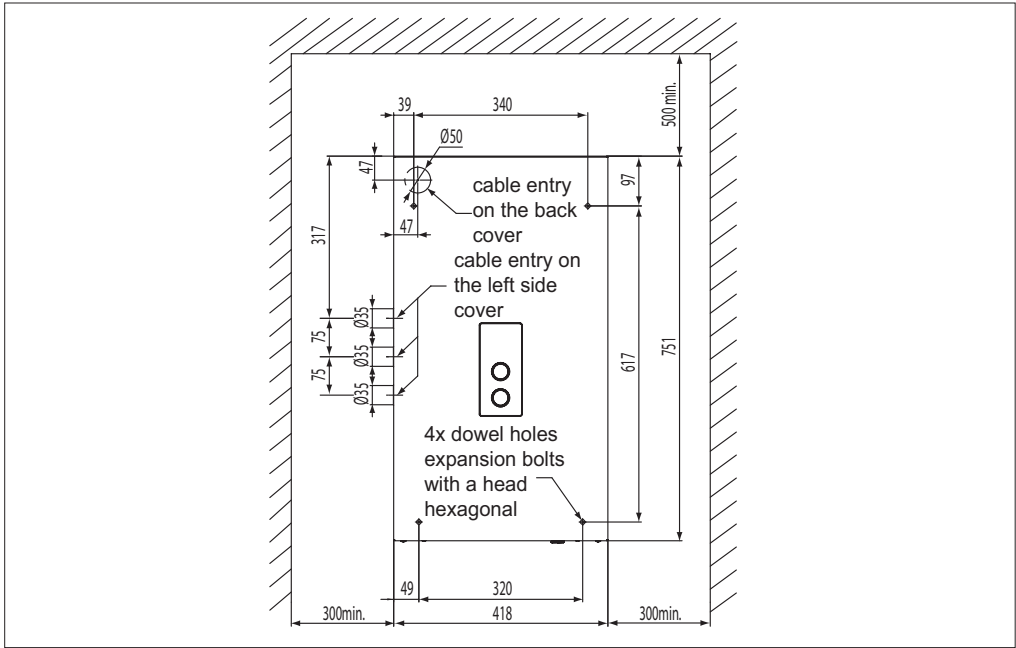 500 min.
39
340
Ø50
47
97
cable entry
on the back
cover
47
317
cable entry on
the left side
cover
Ø35
75
Ø35
75
Ø35
617
751
4x dowel holes
expansion bolts
with a head
hexagonal
49
320
300min.
418
300min.